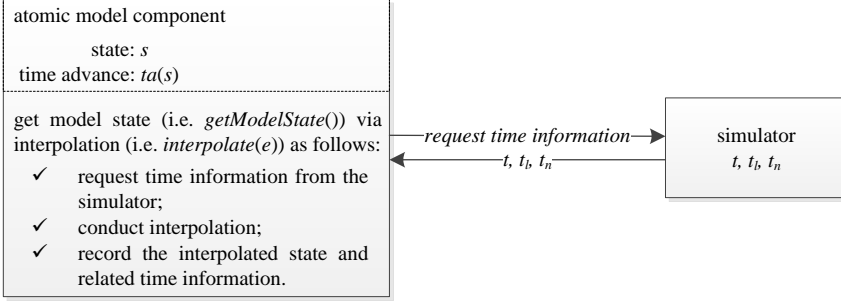 atomic model component
state: s
time advance: ta(s)
get model state (i.e. getModelState()) via
interpolation (i.e. interpolate(e)) as follows:
✓ request time information from the
simulator;
✓ conduct interpolation;
✓ record the interpolated state and
related time information.
request time information
t, tₗ, tₙ
simulator
t, tₗ, tₙ